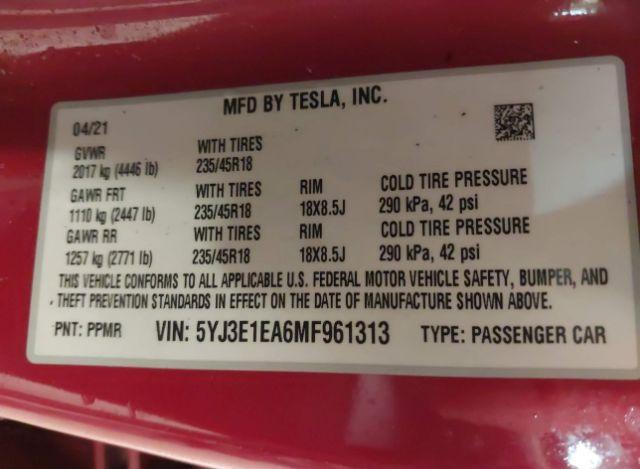 MFD BY TESLA, INC.
04/21
GVWR WITH TIRES
2017 kg (4446 lb) 235/45R18
GAWR FRT WITH TIRES RIM COLD TIRE PRESSURE
1110 kg (2447 lb) 235/45R18 18X8.5J 290 kPa, 42 psi
GAWR RR WITH TIRES RIM COLD TIRE PRESSURE
1257 kg (2771 lb) 235/45R18 18X8.5J 290 kPa, 42 psi
THIS VEHICLE CONFORMS TO ALL APPLICABLE U.S. FEDERAL MOTOR VEHICLE SAFETY, BUMPER, AND
THEFT PREVENTION STANDARDS IN EFFECT ON THE DATE OF MANUFACTURE SHOWN ABOVE.
PNT: PPMR VIN: 5YJ3E1EA6MF961313 TYPE: PASSENGER CAR